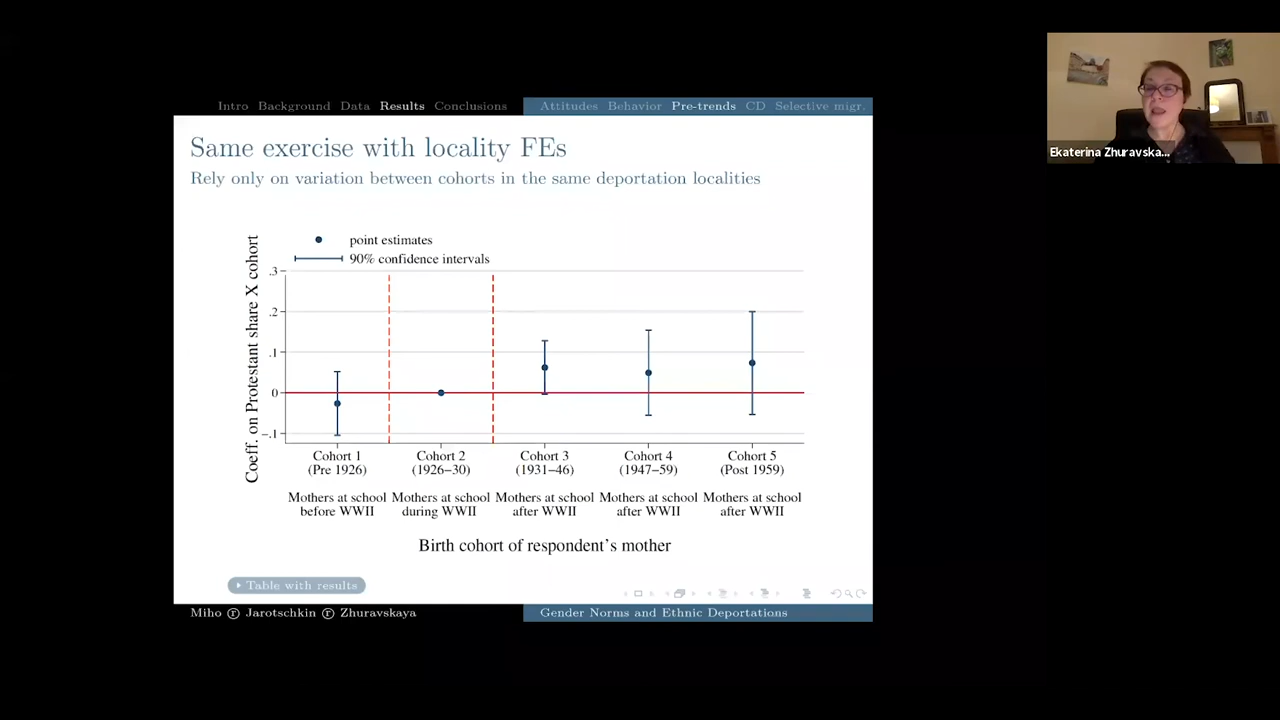 Intro Background Data Results Conclusions
Attitudes Behavior Pre-trends CD Selective migr.
Same exercise with locality FEs
Rely only on variation between cohorts in the same deportation localities
point estimates
90% confidence intervals
Coeff. on Protestant share X cohort
.3
.2
.1
0
-.1
Cohort 1 Cohort 2 Cohort 3 Cohort 4 Cohort 5
(Pre 1926) (1926–30) (1931–46) (1947–59) (Post 1959)
Mothers at school Mothers at school Mothers at school Mothers at school Mothers at school
before WWII during WWII after WWII after WWII after WWII
Birth cohort of respondent's mother
Table with results
Miho ⓡ Jarotschkin ⓡ Zhuravskaya
Gender Norms and Ethnic Deportations
Ekaterina Zhuravska...